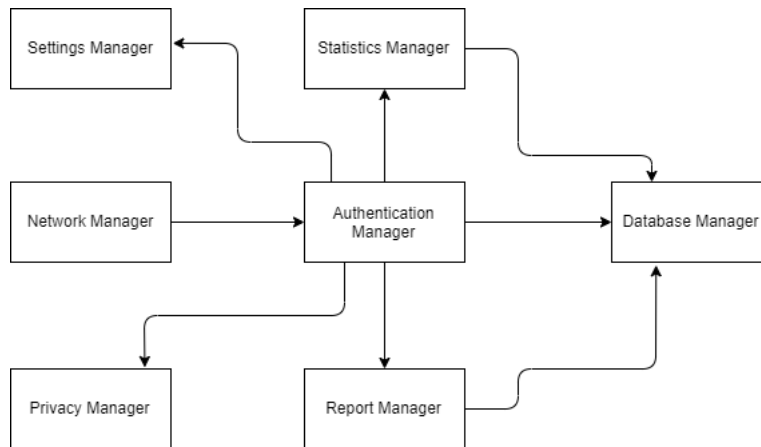 Settings Manager
Statistics Manager
Network Manager
Authentication
Manager
Database Manager
Privacy Manager
Report Manager